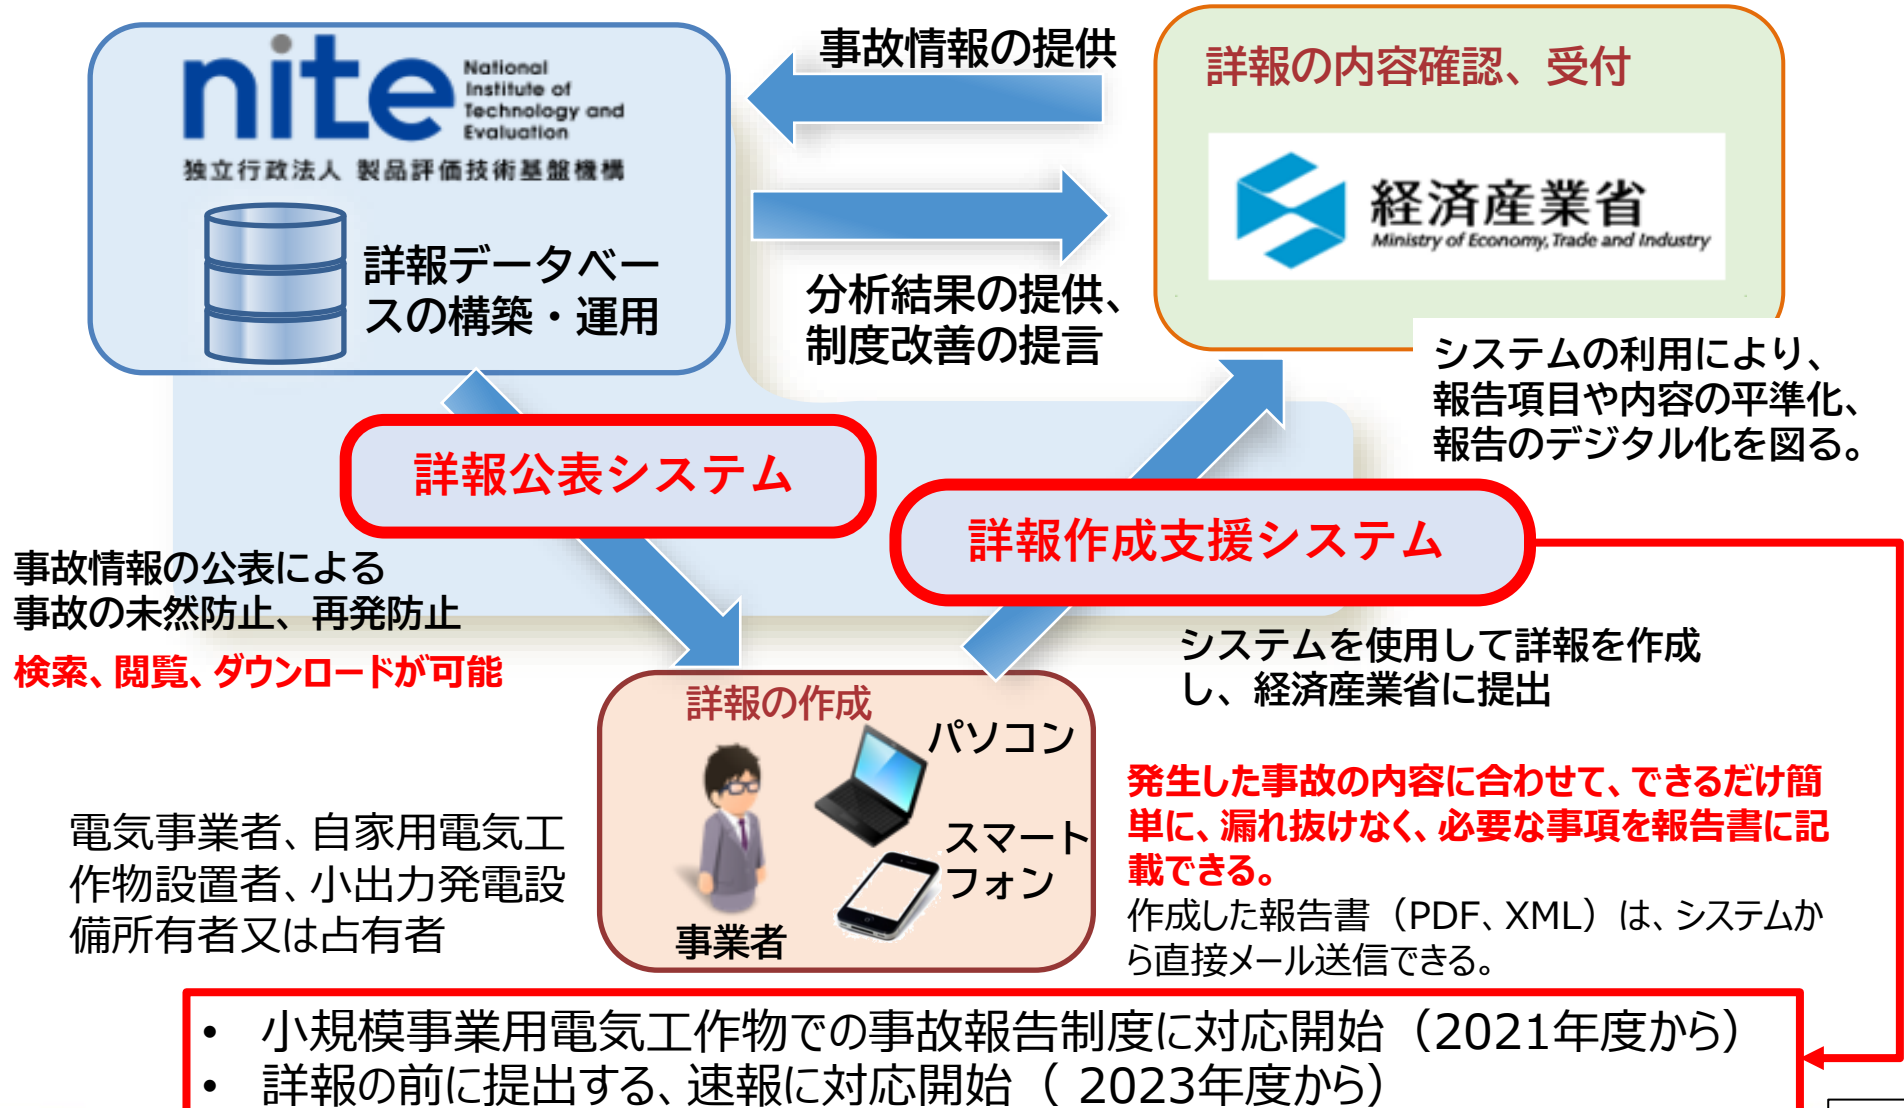 nite
National
Institute of
Technology and
Evaluation
独立行政法人 製品評価技術基盤機構
詳報データベー
スの構築・運用
事故情報の提供
分析結果の提供、
制度改善の提言
詳報の内容確認、受付
経済産業省
Ministry of Economy, Trade and Industry
システムの利用により、
報告項目や内容の平準化、
報告のデジタル化を図る。
詳報公表システム
詳報作成支援システム
事故情報の公表による
事故の未然防止、再発防止
検索、閲覧、ダウンロードが可能
システムを使用して詳報を作成
し、経済産業省に提出
詳報の作成
パソコン
スマート
フォン
事業者
電気事業者、自家用電気工
作物設置者、小出力発電設
備所有者又は占有者
発生した事故の内容に合わせて、できるだけ簡
単に、漏れ抜けなく、必要な事項を報告書に記
載できる。
作成した報告書（PDF、XML）は、システムか
ら直接メール送信できる。
• 小規模事業用電気工作物での事故報告制度に対応開始（2021年度から）
• 詳報の前に提出する、速報に対応開始（ 2023年度から）